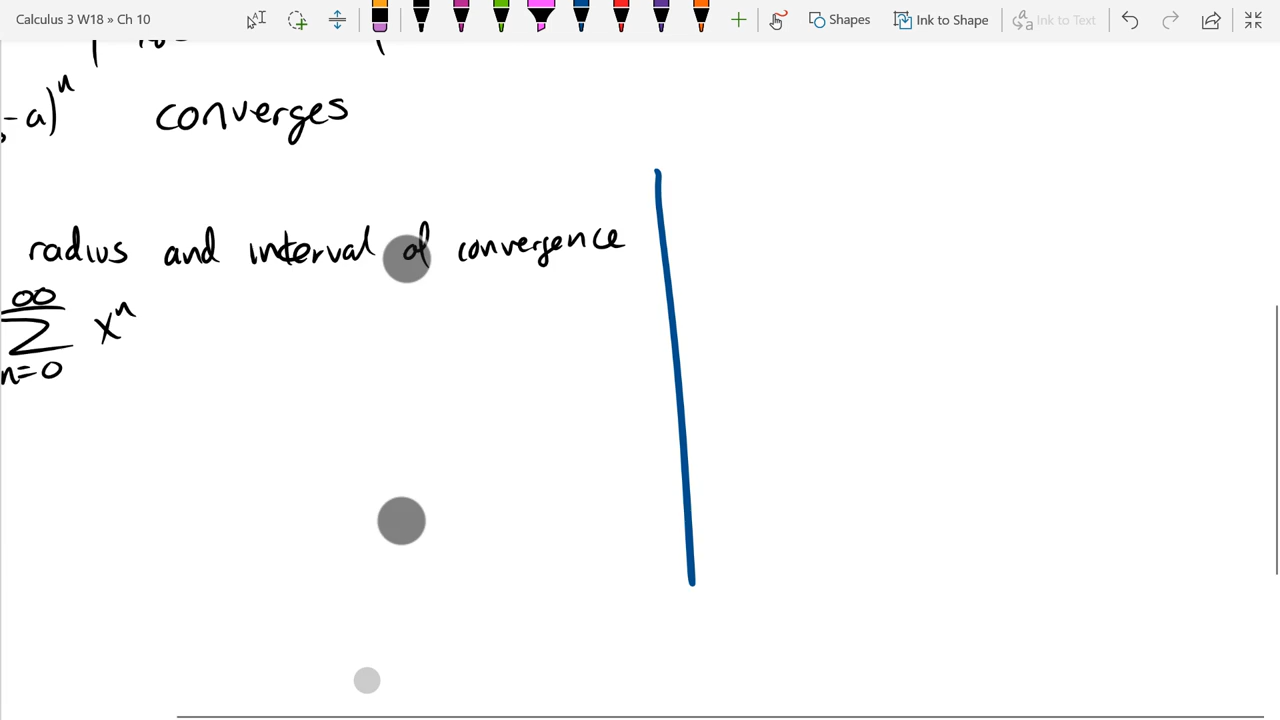 Calculus 3 W18 » Ch 10
Shapes
Ink to Shape
Ink to Text
- a)ⁿ converges
radius and interval of convergence
∞
∑ xⁿ
n=0